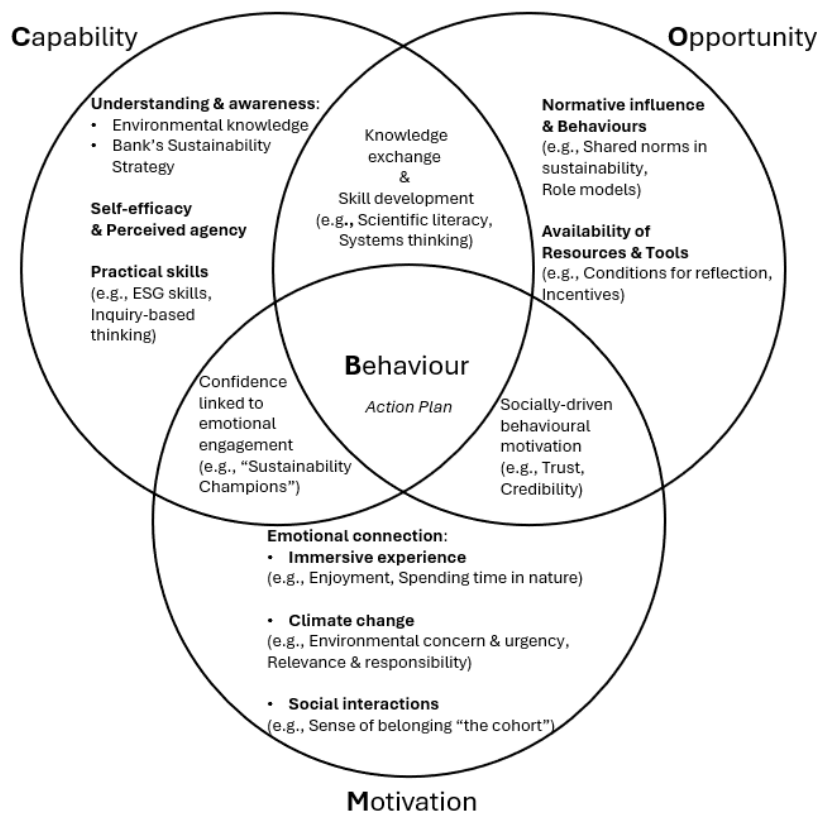 Capability
Opportunity
Understanding & awareness:
• Environmental knowledge
• Bank's Sustainability
Strategy
Self-efficacy
& Perceived agency
Practical skills
(e.g., ESG skills,
Inquiry-based
thinking)
Knowledge
exchange
&
Skill development
(e.g., Scientific literacy,
Systems thinking)
Normative influence
& Behaviours
(e.g., Shared norms in
sustainability,
Role models)
Availability of
Resources & Tools
(e.g., Conditions for reflection,
Incentives)
Behaviour
Action Plan
Confidence
linked to
emotional
engagement
(e.g., “Sustainability
Champions”)
Socially-driven
behavioural
motivation
(e.g., Trust,
Credibility)
Emotional connection:
• Immersive experience
(e.g., Enjoyment, Spending time in nature)
• Climate change
(e.g., Environmental concern & urgency,
Relevance & responsibility)
• Social interactions
(e.g., Sense of belonging “the cohort”)
Motivation